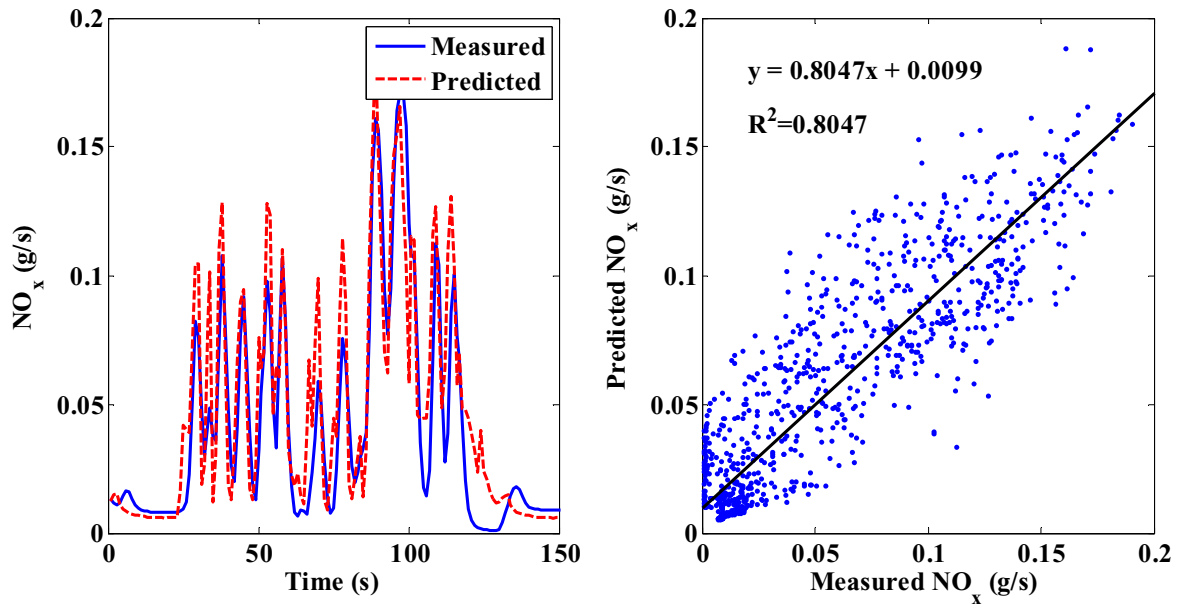 0.2
0.15
0.1
0.05
0
NOx (g/s)
Measured
Predicted
0 50 100 150
Time (s)
0.2
0.15
0.1
0.05
0
Predicted NOx (g/s)
y = 0.8047x + 0.0099
R²=0.8047
0 0.05 0.1 0.15 0.2
Measured NOx (g/s)